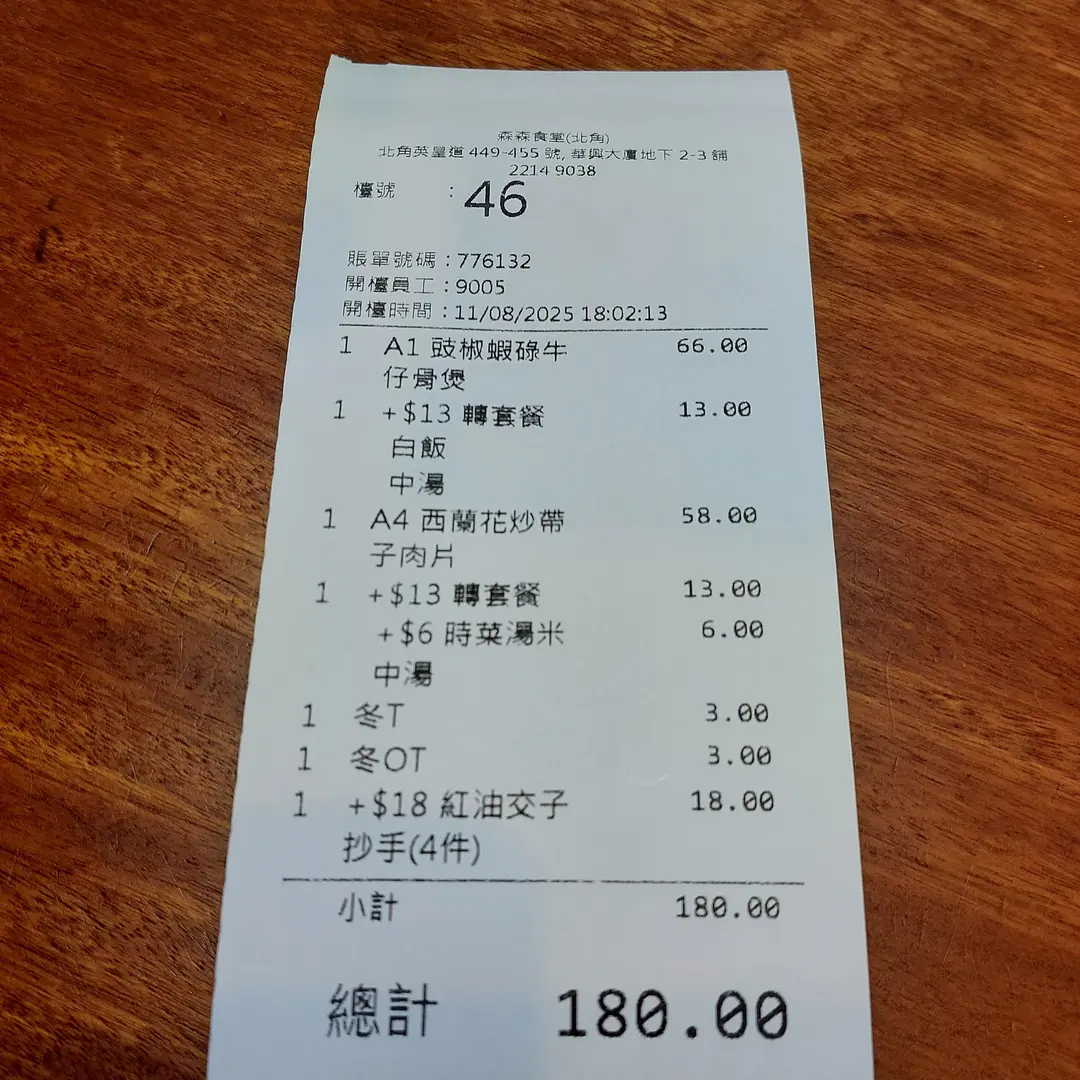 森森食堂(北角)
北角英皇道 449-455 號, 華興大廈地下 2-3 舖
2214 9038
檯號 : 46
賬單號碼 : 776132
開檯員工 : 9005
開檯時間 : 11/08/2025 18:02:13
1 A1 豉椒蝦碌牛 66.00
仔骨煲
1 +$13 轉套餐 13.00
白飯
中湯
1 A4 西蘭花炒帶 58.00
子肉片
1 +$13 轉套餐 13.00
+$6 時菜湯米 6.00
中湯
1 冬T 3.00
1 冬OT 3.00
1 +$18 紅油交子 18.00
抄手(4件)
小計 180.00
總計 180.00